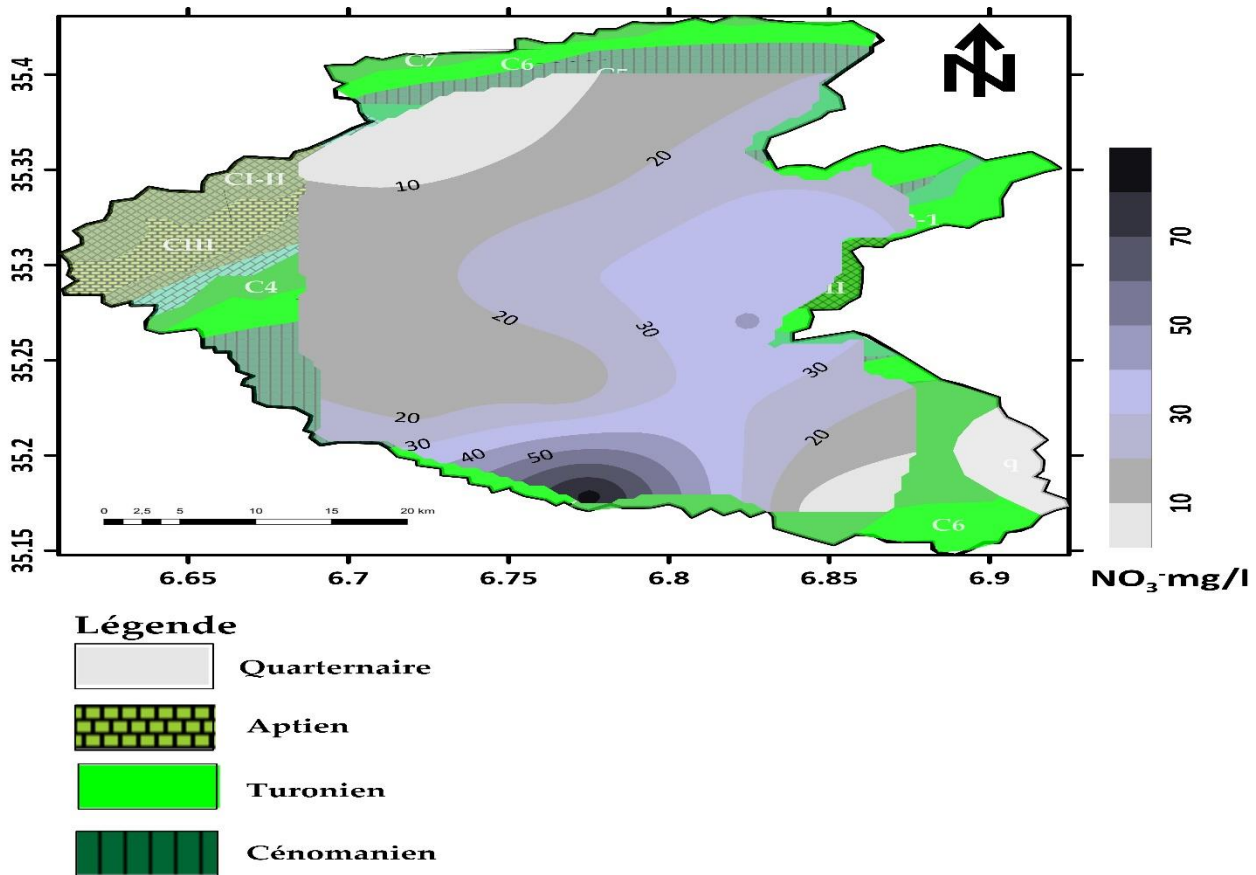 N
C7
C6
C5
35.4
20
35.35
CI-II
10
70
-1
CIII
35.3
C4
II
50
20
30
35.25
30
30
20
20
30
40
50
35.2
q
10
0 2,5 5 10 15 20 km
C6
35.15
6.65 6.7 6.75 6.8 6.85 6.9
NO₃⁻mg/l
Légende
Quarternaire
Aptien
Turonien
Cénomanien